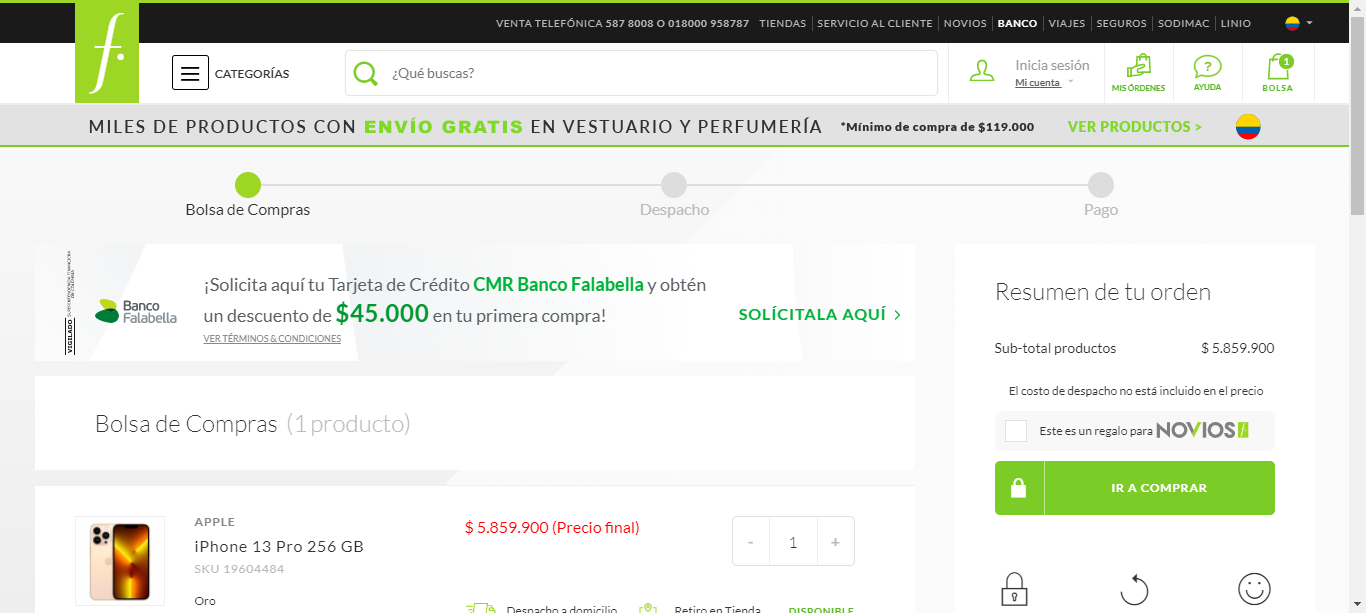 VENTA TELEFÓNICA 587 8008 O 018000 958787 TIENDAS SERVICIO AL CLIENTE NOVIOS BANCO VIAJES SEGUROS SODIMAC LINIO
f.
CATEGORÍAS
¿Qué buscas?
Inicia sesión
Mi cuenta
MIS ÓRDENES
AYUDA
1
BOLSA
MILES DE PRODUCTOS CON ENVÍO GRATIS EN VESTUARIO Y PERFUMERÍA *Mínimo de compra de $119.000 VER PRODUCTOS >
Bolsa de Compras
Despacho
Pago
VIGILADO
Banco
Falabella
¡Solicita aquí tu Tarjeta de Crédito CMR Banco Falabella y obtén
un descuento de $45.000 en tu primera compra!
VER TÉRMINOS & CONDICIONES
SOLÍCITALA AQUÍ >
Bolsa de Compras (1 producto)
APPLE
iPhone 13 Pro 256 GB
SKU 19604484
Oro
$ 5.859.900 (Precio final)
- 1 +
Despacho a domicilio
Retiro en Tienda
DISPONIBLE
Resumen de tu orden
Sub-total productos $ 5.859.900
El costo de despacho no está incluido en el precio
Este es un regalo para NOVIOS f.
IR A COMPRAR